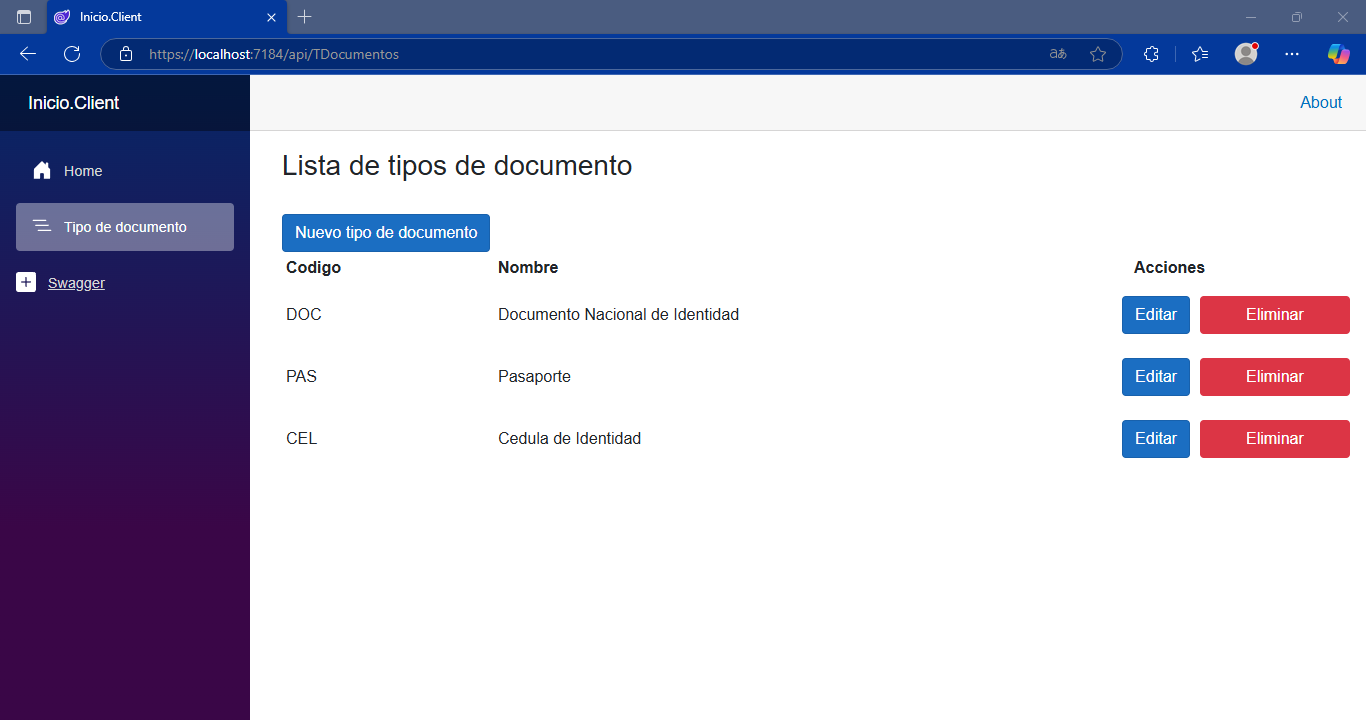 Inicio.Client
https://localhost:7184/api/TDocumentos
aあ
Inicio.Client
About
Home
Tipo de documento
Swagger
Lista de tipos de documento
Nuevo tipo de documento
Codigo Nombre Acciones
DOC Documento Nacional de Identidad Editar Eliminar
PAS Pasaporte Editar Eliminar
CEL Cedula de Identidad Editar Eliminar